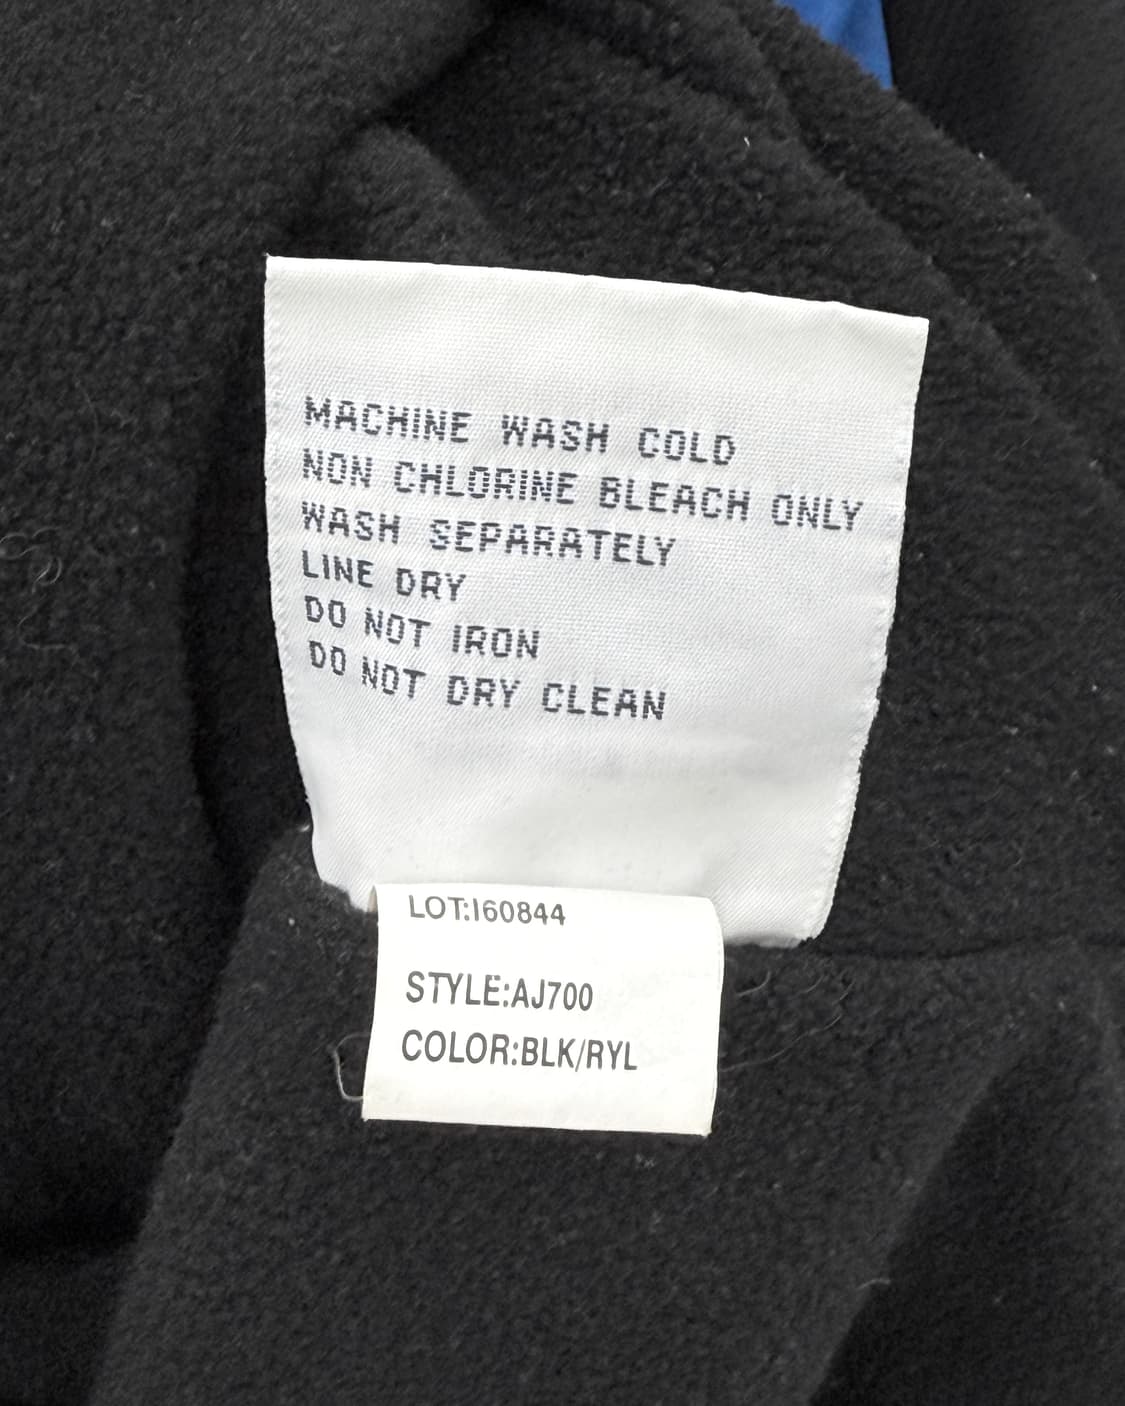 MACHINE WASH COLD
NON CHLORINE BLEACH ONLY
WASH SEPARATELY
LINE DRY
DO NOT IRON
DO NOT DRY CLEAN
LOT:160844
STYLE:AJ700
COLOR:BLK/RYL